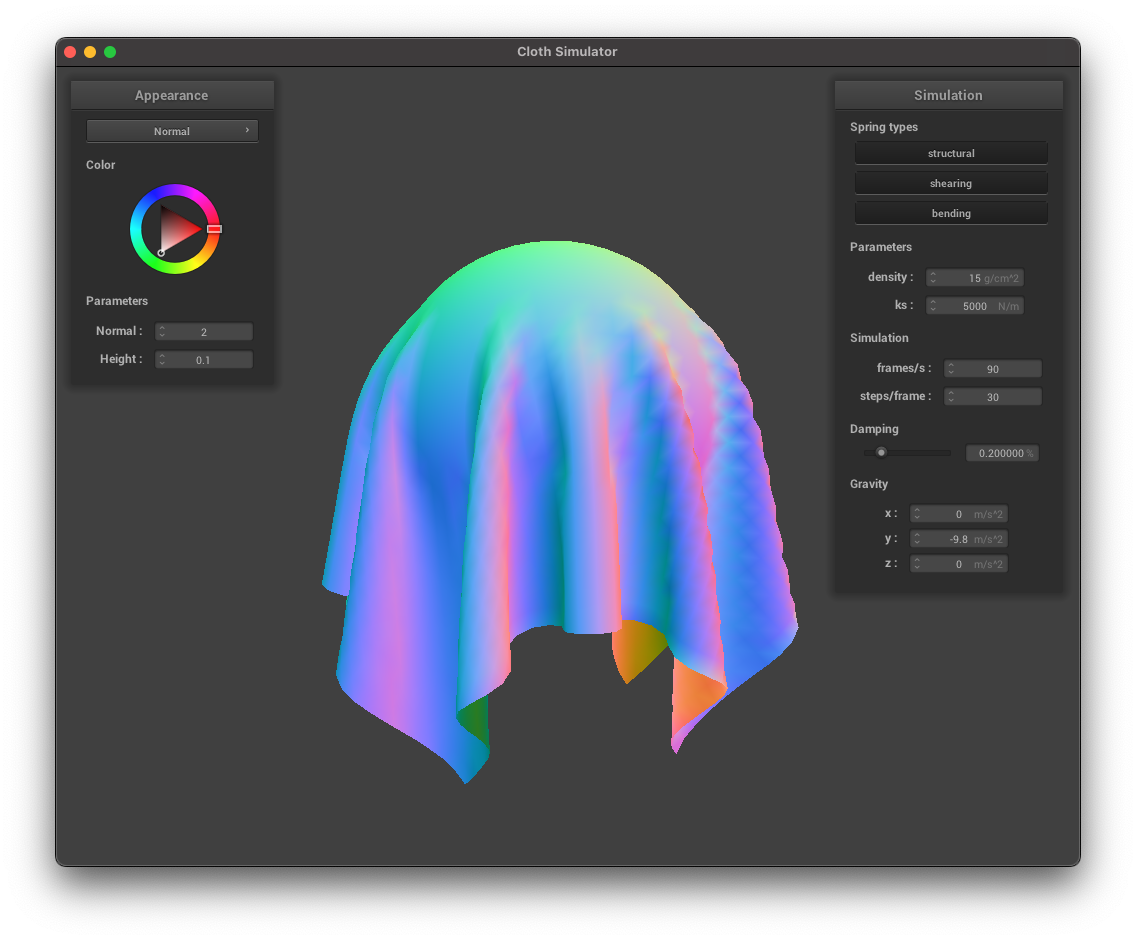 Cloth Simulator
Appearance
Normal ›
Color
Parameters
Normal : 2
Height : 0.1
Simulation
Spring types
structural
shearing
bending
Parameters
density : 15 g/cm^2
ks : 5000 N/m
Simulation
frames/s : 90
steps/frame : 30
Damping
0.200000 %
Gravity
x : 0 m/s^2
y : -9.8 m/s^2
z : 0 m/s^2